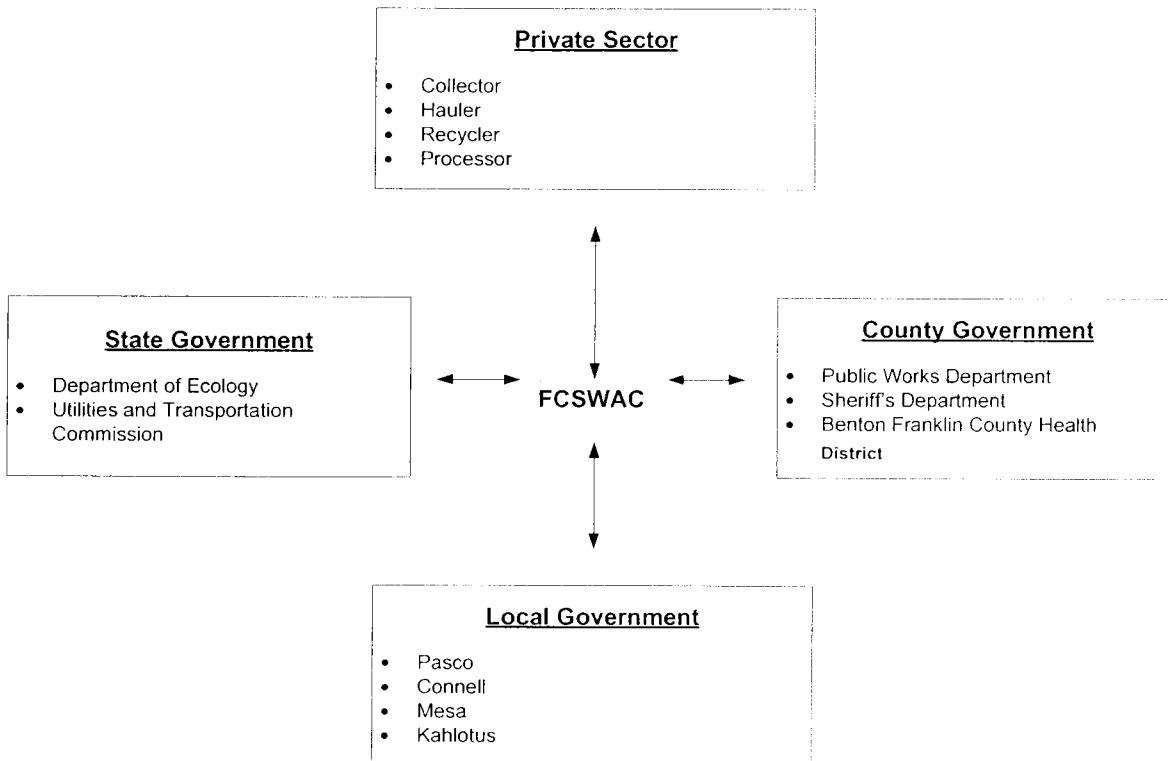 Private Sector
• Collector
• Hauler
• Recycler
• Processor
State Government
• Department of Ecology
• Utilities and Transportation
Commission
FCSWAC
County Government
• Public Works Department
• Sheriff's Department
• Benton Franklin County Health
District
Local Government
• Pasco
• Connell
• Mesa
• Kahlotus